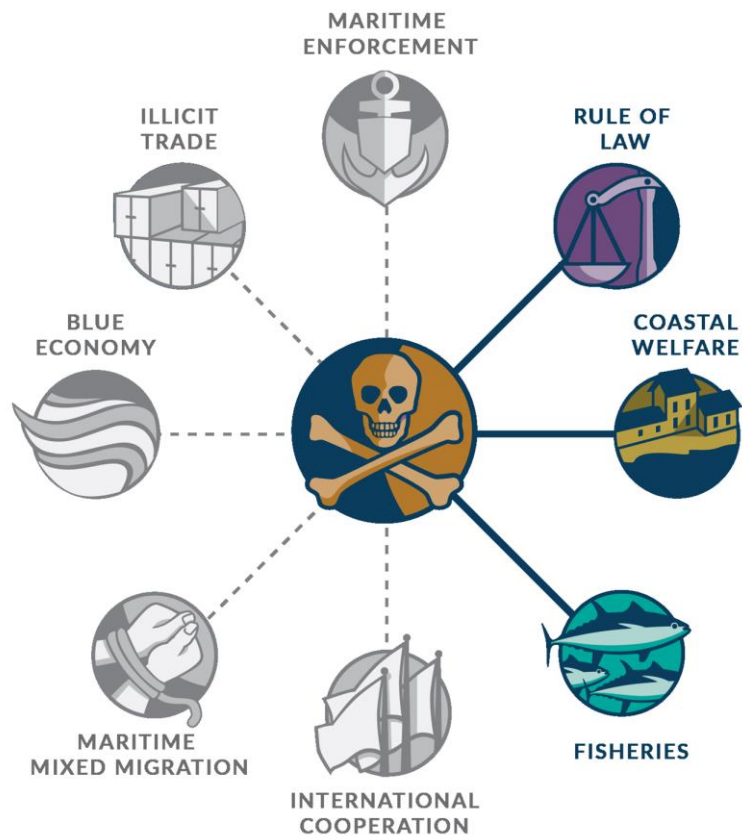 MARITIME
ENFORCEMENT
ILLICIT
TRADE
RULE OF
LAW
BLUE
ECONOMY
COASTAL
WELFARE
MARITIME
MIXED MIGRATION
FISHERIES
INTERNATIONAL
COOPERATION